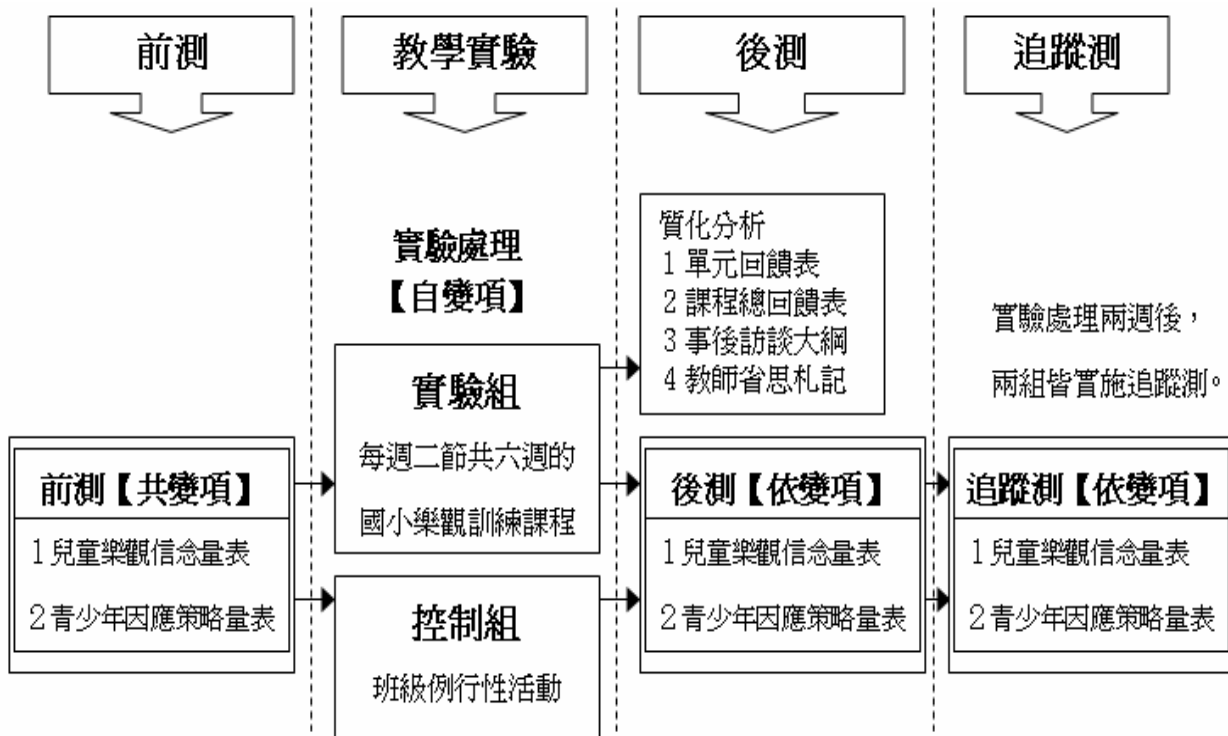 前測
教學實驗
後測
追蹤測
實驗處理
【自變項】
質化分析
1 單元回饋表
2 課程總回饋表
3 事後訪談大綱
4 教師省思札記
實驗處理兩週後，
兩組皆實施追蹤測。
前測【共變項】
1 兒童樂觀信念量表
2 青少年因應策略量表
實驗組
每週二節共六週的
國小樂觀訓練課程
控制組
班級例行性活動
後測【依變項】
1 兒童樂觀信念量表
2 青少年因應策略量表
追蹤測【依變項】
1 兒童樂觀信念量表
2 青少年因應策略量表